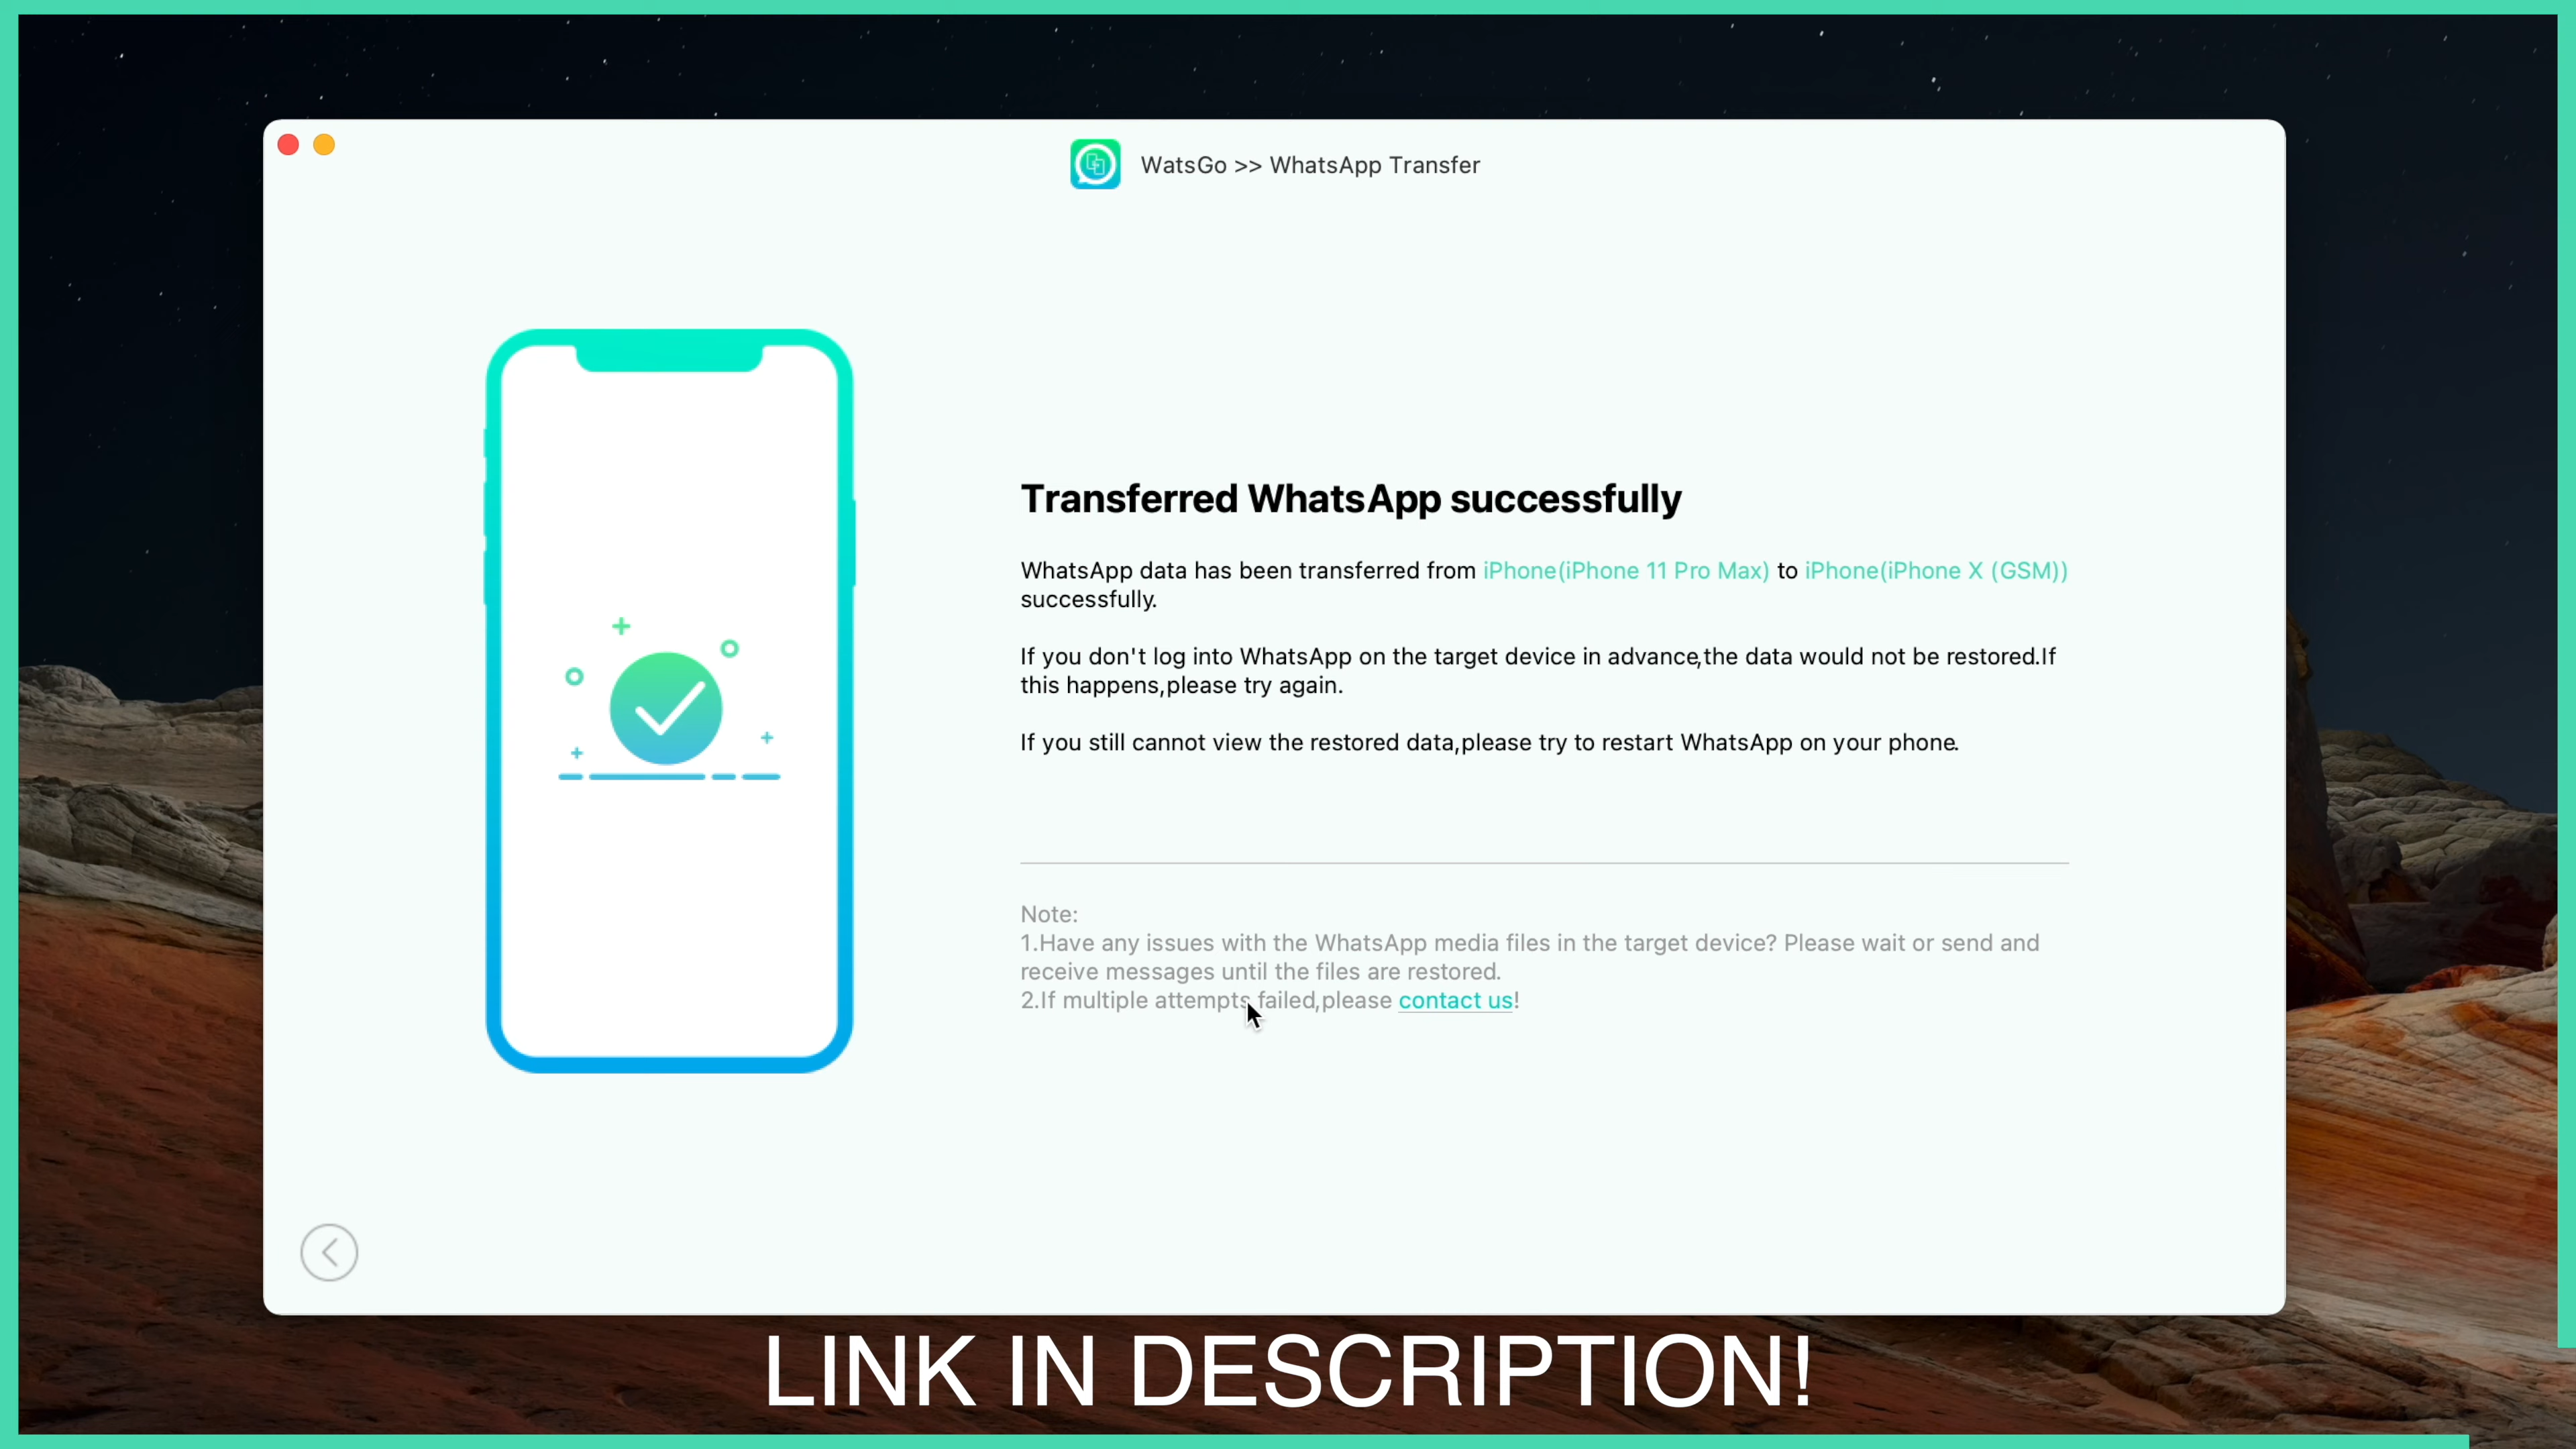 WatsGo >> WhatsApp Transfer
Transferred WhatsApp successfully
WhatsApp data has been transferred from iPhone(iPhone 11 Pro Max) to iPhone(iPhone X (GSM))
successfully.
If you don't log into WhatsApp on the target device in advance,the data would not be restored.If
this happens,please try again.
If you still cannot view the restored data,please try to restart WhatsApp on your phone.
Note:
1.Have any issues with the WhatsApp media files in the target device? Please wait or send and
receive messages until the files are restored.
2.If multiple attempts failed,please contact us!
LINK IN DESCRIPTION!